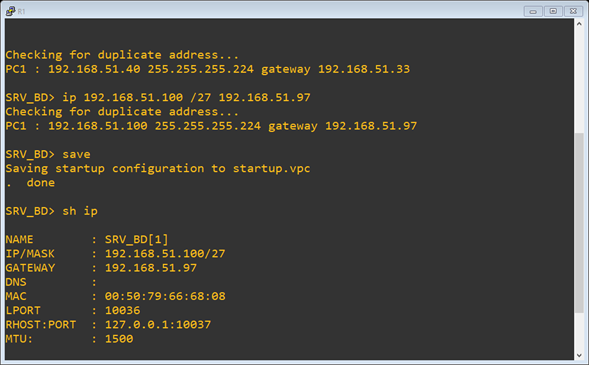 R1
Checking for duplicate address...
PC1 : 192.168.51.40 255.255.255.224 gateway 192.168.51.33
SRV_BD> ip 192.168.51.100 /27 192.168.51.97
Checking for duplicate address...
PC1 : 192.168.51.100 255.255.255.224 gateway 192.168.51.97
SRV_BD> save
Saving startup configuration to startup.vpc
.  done
SRV_BD> sh ip
NAME        : SRV_BD[1]
IP/MASK     : 192.168.51.100/27
GATEWAY     : 192.168.51.97
DNS         :
MAC         : 00:50:79:66:68:08
LPORT       : 10036
RHOST:PORT  : 127.0.0.1:10037
MTU:        : 1500